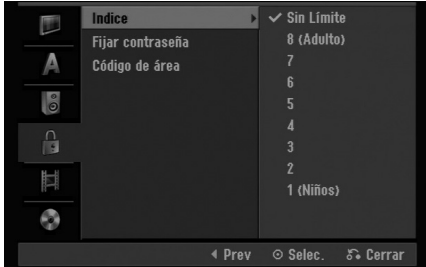 Indice
Fijar contraseña
Código de área
Sin Límite
8 (Adulto)
7
6
5
4
3
2
1 (Niños)
Prev Selec. Cerrar